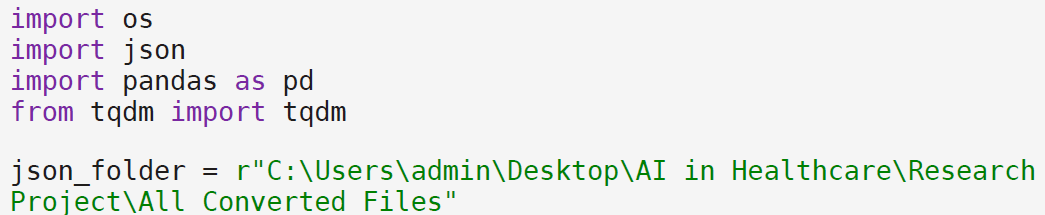 import os
import json
import pandas as pd
from tqdm import tqdm
json_folder = r"C:\Users\admin\Desktop\AI in Healthcare\Research
Project\All Converted Files"